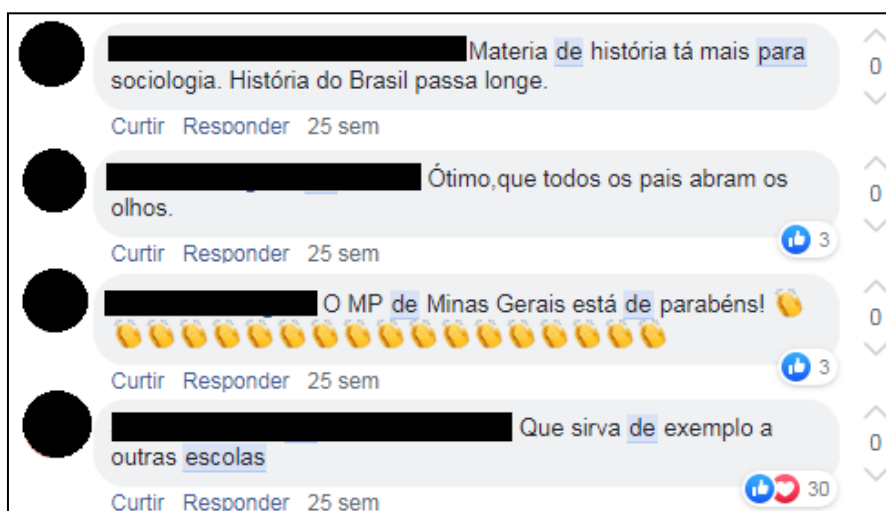 Materia de história tá mais para
sociologia. História do Brasil passa longe.
0
Curtir Responder 25 sem
Ótimo,que todos os pais abram os
olhos.
0
3
Curtir Responder 25 sem
O MP de Minas Gerais está de parabéns! 👏
👏👏👏👏👏👏👏👏👏👏👏👏👏👏👏👏👏
0
3
Curtir Responder 25 sem
Que sirva de exemplo a
outras escolas
0
30
Curtir Responder 25 sem